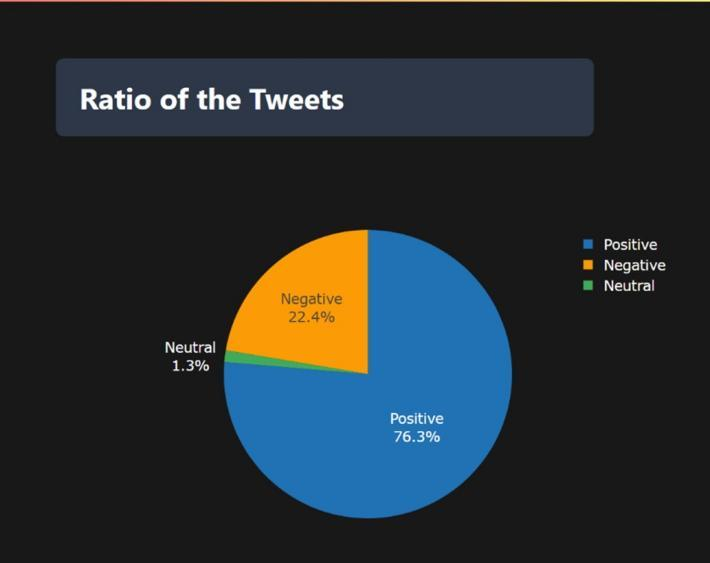 Ratio of the Tweets
Positive
Negative
Neutral
Negative
22.4%
Neutral
1.3%
Positive
76.3%